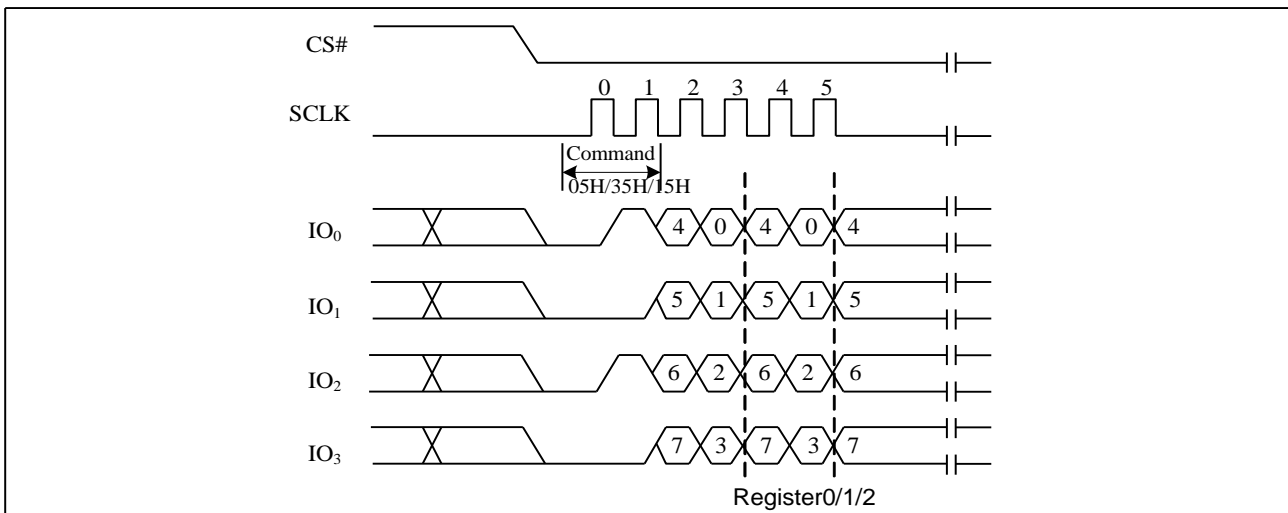 CS#
0 1 2 3 4 5
SCLK
Command
05H/35H/15H
IO0 4 0 4 0 4
IO1 5 1 5 1 5
IO2 6 2 6 2 6
IO3 7 3 7 3 7
Register0/1/2